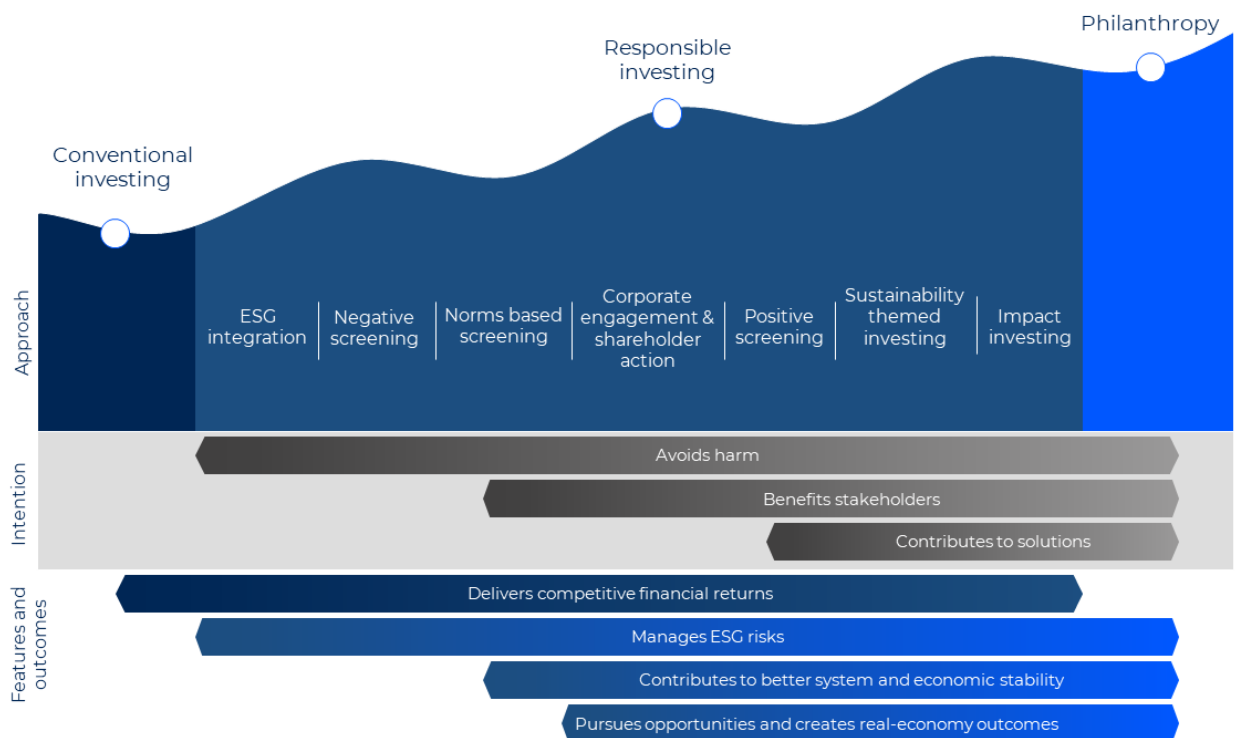 Philanthropy
Responsible
investing
Conventional
investing
Approach
ESG
integration
Negative
screening
Norms based
screening
Corporate
engagement &
shareholder
action
Positive
screening
Sustainability
themed
investing
Impact
investing
Intention
Avoids harm
Benefits stakeholders
Contributes to solutions
Features and
outcomes
Delivers competitive financial returns
Manages ESG risks
Contributes to better system and economic stability
Pursues opportunities and creates real-economy outcomes